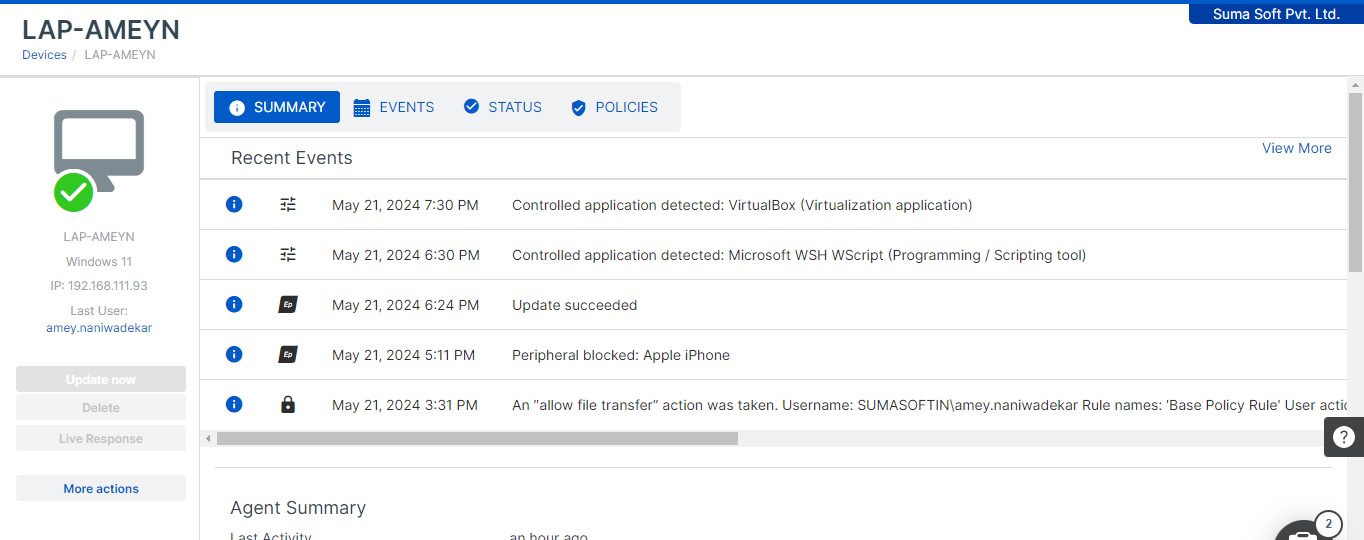 LAP-AMEYN
Suma Soft Pvt. Ltd.
Devices / LAP-AMEYN
SUMMARY EVENTS STATUS POLICIES
Recent Events
View More
May 21, 2024 7:30 PM Controlled application detected: VirtualBox (Virtualization application)
May 21, 2024 6:30 PM Controlled application detected: Microsoft WSH WScript (Programming / Scripting tool)
Ep May 21, 2024 6:24 PM Update succeeded
Ep May 21, 2024 5:11 PM Peripheral blocked: Apple iPhone
May 21, 2024 3:31 PM An "allow file transfer" action was taken. Username: SUMASOFTIN\amey.naniwadekar Rule names: 'Base Policy Rule' User actio
LAP-AMEYN
Windows 11
IP: 192.168.111.93
Last User:
amey.naniwadekar
Update now
Delete
Live Response
More actions
Agent Summary
Last Activity an hour ago
?
2